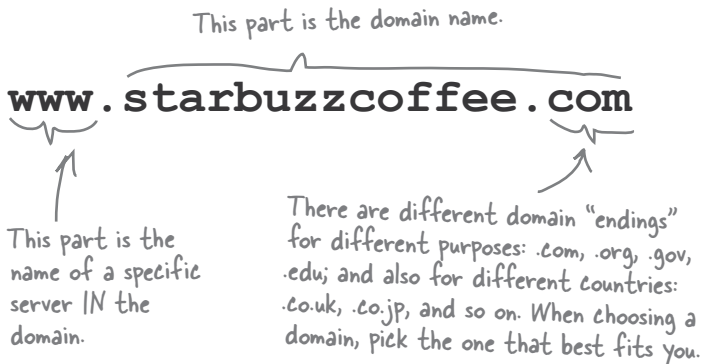 This part is the domain name.
www.starbuzzcoffee.com
This part is the
name of a specific
server IN the
domain.
There are different domain “endings”
for different purposes: .com, .org, .gov,
.edu; and also for different countries:
.co.uk, .co.jp, and so on. When choosing a
domain, pick the one that best fits you.